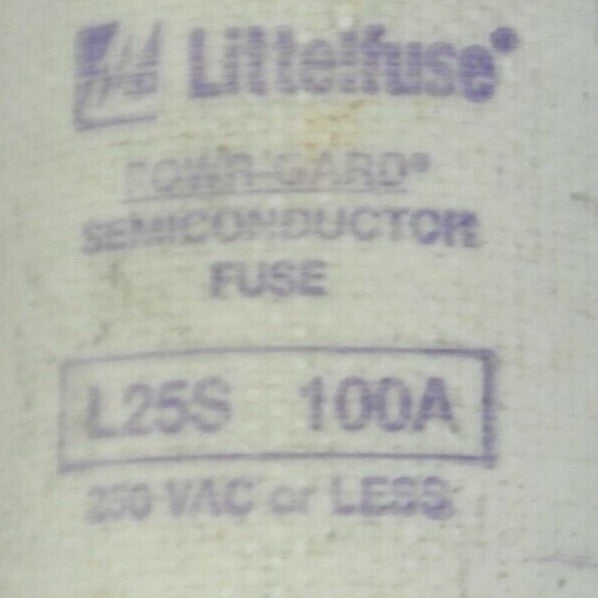 Littelfuse®
POWR-GARD®
SEMICONDUCTOR
FUSE
L25S 100A
250 VAC or LESS